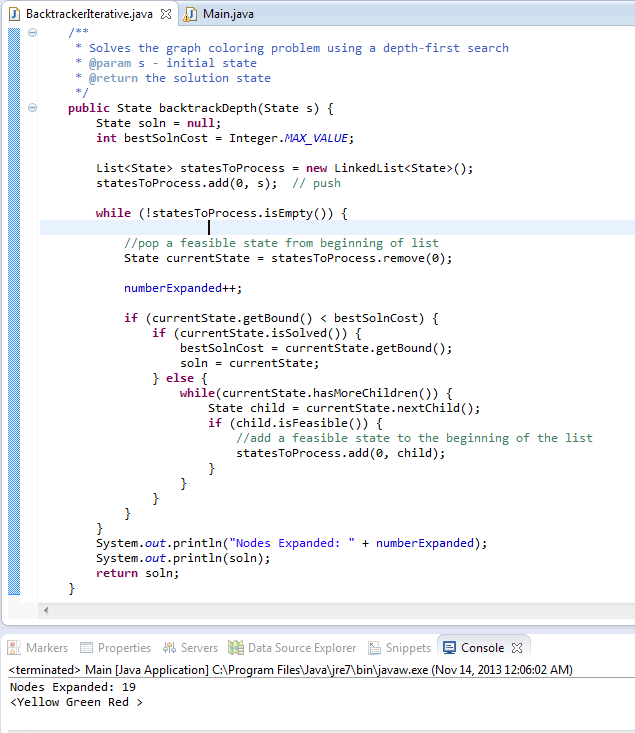 BacktrackerIterative.java Main.java
/**
* Solves the graph coloring problem using a depth-first search
* @param s - initial state
* @return the solution state
*/
public State backtrackDepth(State s) {
State soln = null;
int bestSolnCost = Integer.MAX_VALUE;
List<State> statesToProcess = new LinkedList<State>();
statesToProcess.add(0, s);  // push
while (!statesToProcess.isEmpty()) {
//pop a feasible state from beginning of list
State currentState = statesToProcess.remove(0);
numberExpanded++;
if (currentState.getBound() < bestSolnCost) {
if (currentState.isSolved()) {
bestSolnCost = currentState.getBound();
soln = currentState;
} else {
while(currentState.hasMoreChildren()) {
State child = currentState.nextChild();
if (child.isFeasible()) {
//add a feasible state to the beginning of the list
statesToProcess.add(0, child);
}
}
}
}
}
System.out.println("Nodes Expanded: " + numberExpanded);
System.out.println(soln);
return soln;
}
Markers Properties Servers Data Source Explorer Snippets Console
<terminated> Main [Java Application] C:\Program Files\Java\jre7\bin\javaw.exe (Nov 14, 2013 12:06:02 AM)
Nodes Expanded: 19
<Yellow Green Red >